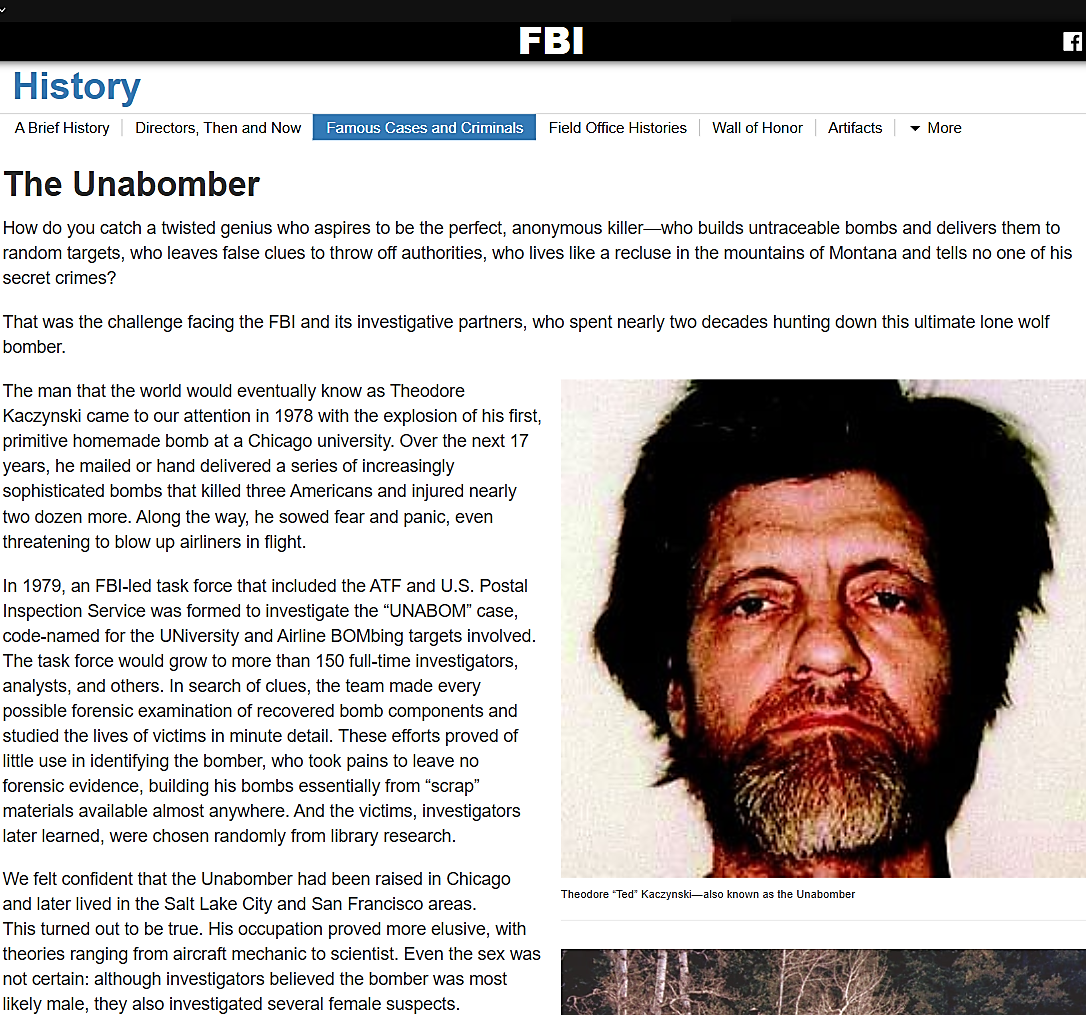 FBI
History
A Brief History
Directors, Then and Now
Famous Cases and Criminals
Field Office Histories
Wall of Honor
Artifacts
More
The Unabomber
How do you catch a twisted genius who aspires to be the perfect, anonymous killer—who builds untraceable bombs and delivers them to
random targets, who leaves false clues to throw off authorities, who lives like a recluse in the mountains of Montana and tells no one of his
secret crimes?
That was the challenge facing the FBI and its investigative partners, who spent nearly two decades hunting down this ultimate lone wolf
bomber.
The man that the world would eventually know as Theodore
Kaczynski came to our attention in 1978 with the explosion of his first,
primitive homemade bomb at a Chicago university. Over the next 17
years, he mailed or hand delivered a series of increasingly
sophisticated bombs that killed three Americans and injured nearly
two dozen more. Along the way, he sowed fear and panic, even
threatening to blow up airliners in flight.
In 1979, an FBI-led task force that included the ATF and U.S. Postal
Inspection Service was formed to investigate the “UNABOM” case,
code-named for the UNiversity and Airline BOMbing targets involved.
The task force would grow to more than 150 full-time investigators,
analysts, and others. In search of clues, the team made every
possible forensic examination of recovered bomb components and
studied the lives of victims in minute detail. These efforts proved of
little use in identifying the bomber, who took pains to leave no
forensic evidence, building his bombs essentially from “scrap”
materials available almost anywhere. And the victims, investigators
later learned, were chosen randomly from library research.
We felt confident that the Unabomber had been raised in Chicago
and later lived in the Salt Lake City and San Francisco areas.
This turned out to be true. His occupation proved more elusive, with
theories ranging from aircraft mechanic to scientist. Even the sex was
not certain: although investigators believed the bomber was most
likely male, they also investigated several female suspects.
Theodore “Ted” Kaczynski—also known as the Unabomber